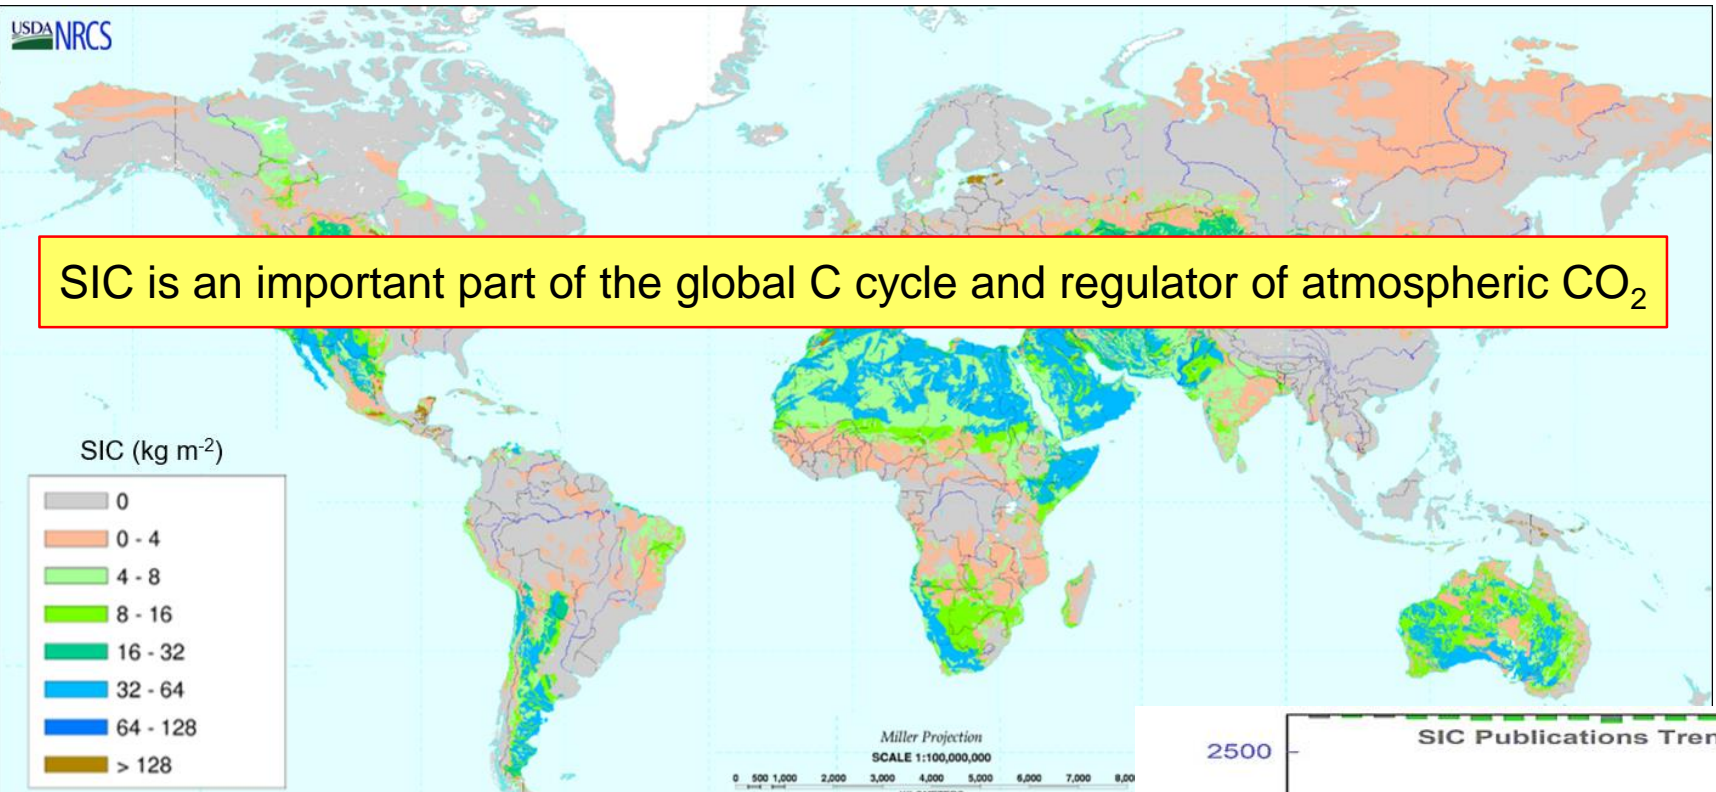 USDA NRCS
SIC is an important part of the global C cycle and regulator of atmospheric CO₂
SIC (kg m⁻²)
0
0 - 4
4 - 8
8 - 16
16 - 32
32 - 64
64 - 128
> 128
Miller Projection
SCALE 1:100,000,000
0 500 1,000 2,000 3,000 4,000 5,000 6,000 7,000 8,00
SIC Publications Tren
2500